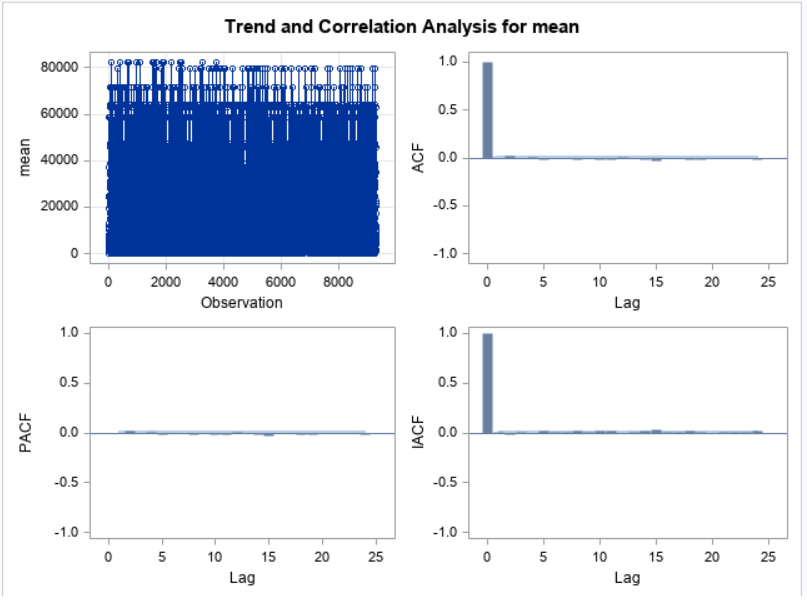 Trend and Correlation Analysis for mean
80000
60000
40000
20000
0
mean
0 2000 4000 6000 8000
Observation
1.0
0.5
0.0
-0.5
-1.0
ACF
0 5 10 15 20 25
Lag
1.0
0.5
0.0
-0.5
-1.0
PACF
0 5 10 15 20 25
Lag
1.0
0.5
0.0
-0.5
-1.0
IACF
0 5 10 15 20 25
Lag